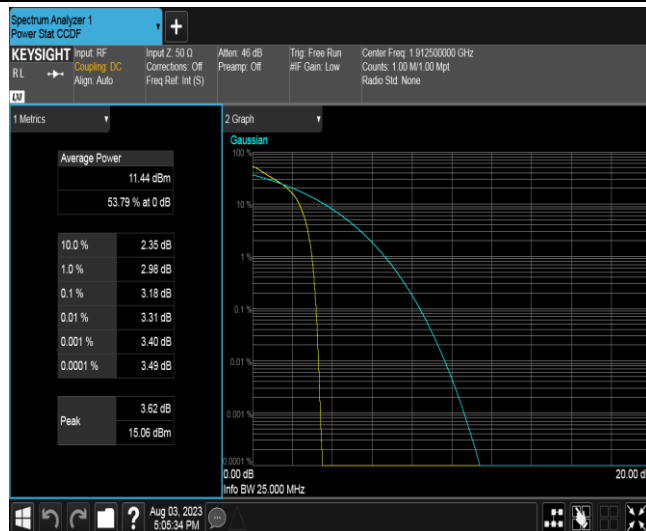 Spectrum Analyzer 1
Power Stat CCDF
KEYSIGHT
RL
Input: RF
Coupling: DC
Align: Auto
Input Z: 50 Ω
Corrections: Off
Freq Ref: Int (S)
Atten: 46 dB
Preamp: Off
Trig: Free Run
#IF Gain: Low
Center Freq: 1.912500000 GHz
Counts: 1.00 M/1.00 Mpt
Radio Std: None
1 Metrics
Average Power
11.44 dBm
53.79 % at 0 dB
10.0 % 2.35 dB
1.0 % 2.98 dB
0.1 % 3.18 dB
0.01 % 3.31 dB
0.001 % 3.40 dB
0.0001 % 3.49 dB
Peak
3.62 dB
15.06 dBm
2 Graph
Gaussian
100 %
10 %
1 %
0.1 %
0.01 %
0.001 %
0.0001 %
0.00 dB
20.00 d
Info BW 25.000 MHz
Aug 03, 2023
5:05:34 PM